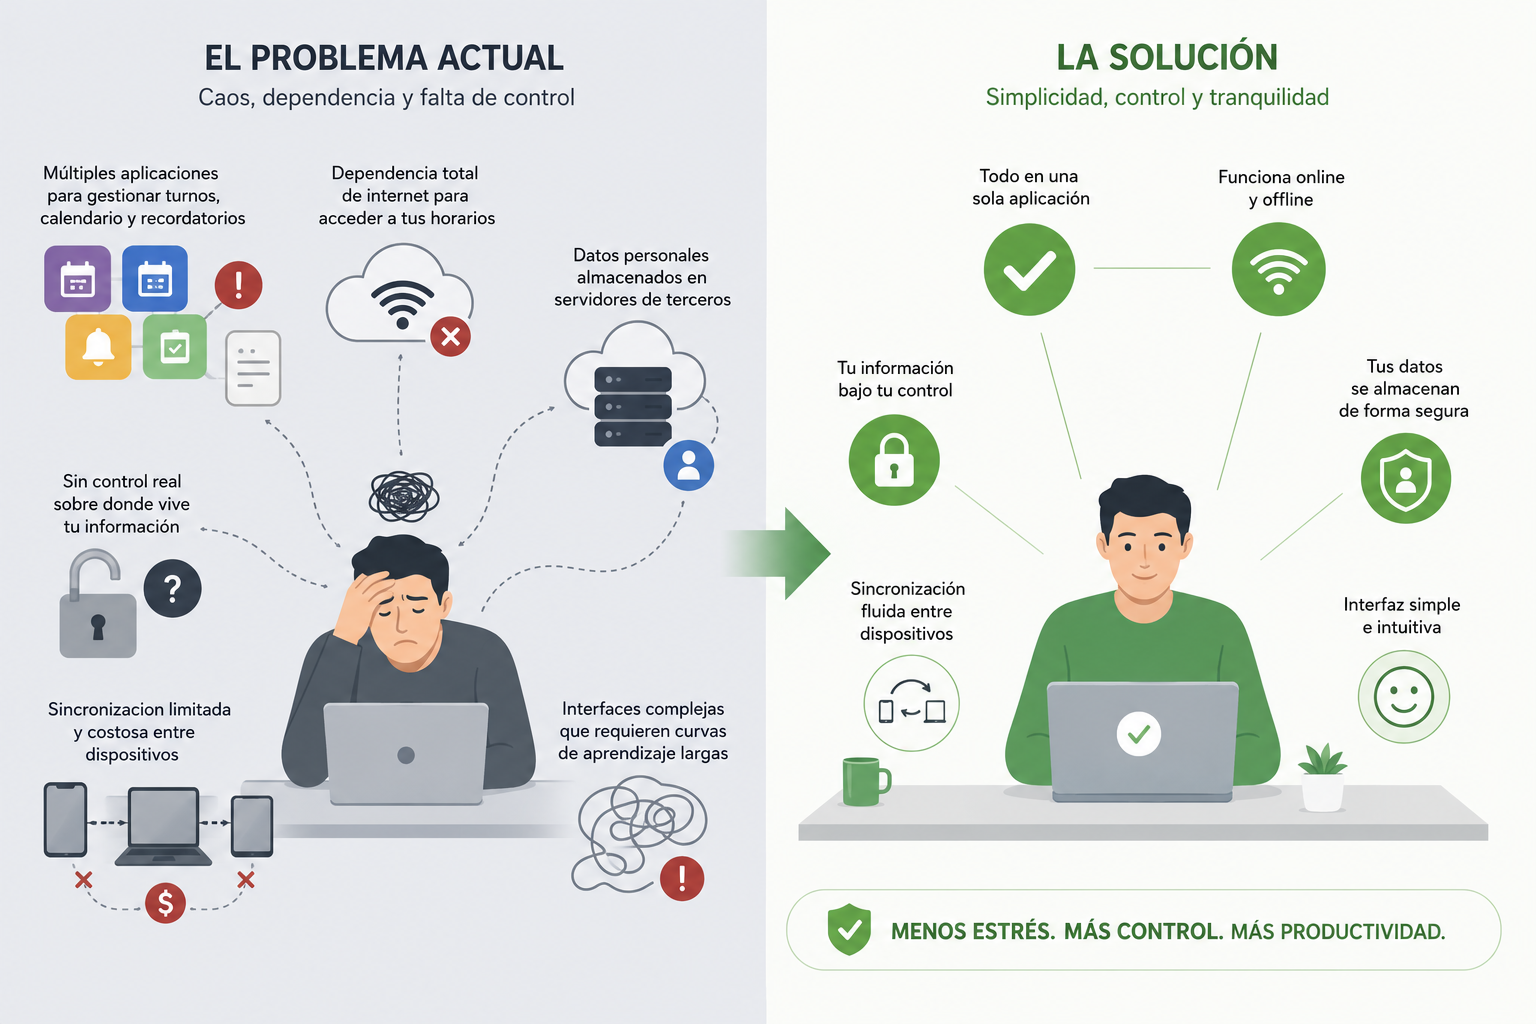 EL PROBLEMA ACTUAL
Caos, dependencia y falta de control
Múltiples aplicaciones
para gestionar turnos,
calendario y recordatorios
Dependencia total
de internet para
acceder a tus horarios
Datos personales
almacenados en
servidores de terceros
Sin control real
sobre donde vive
tu información
?
Sincronizacion limitada
y costosa entre
dispositivos
$
Interfaces complejas
que requieren curvas
de aprendizaje largas
!
!
LA SOLUCIÓN
Simplicidad, control y tranquilidad
Todo en una
sola aplicación
Funciona online
y offline
Tu información
bajo tu control
Tus datos
se almacenan
de forma segura
Sincronización
fluida entre
dispositivos
Interfaz simple
e intuitiva
MENOS ESTRÉS. MÁS CONTROL. MÁS PRODUCTIVIDAD.